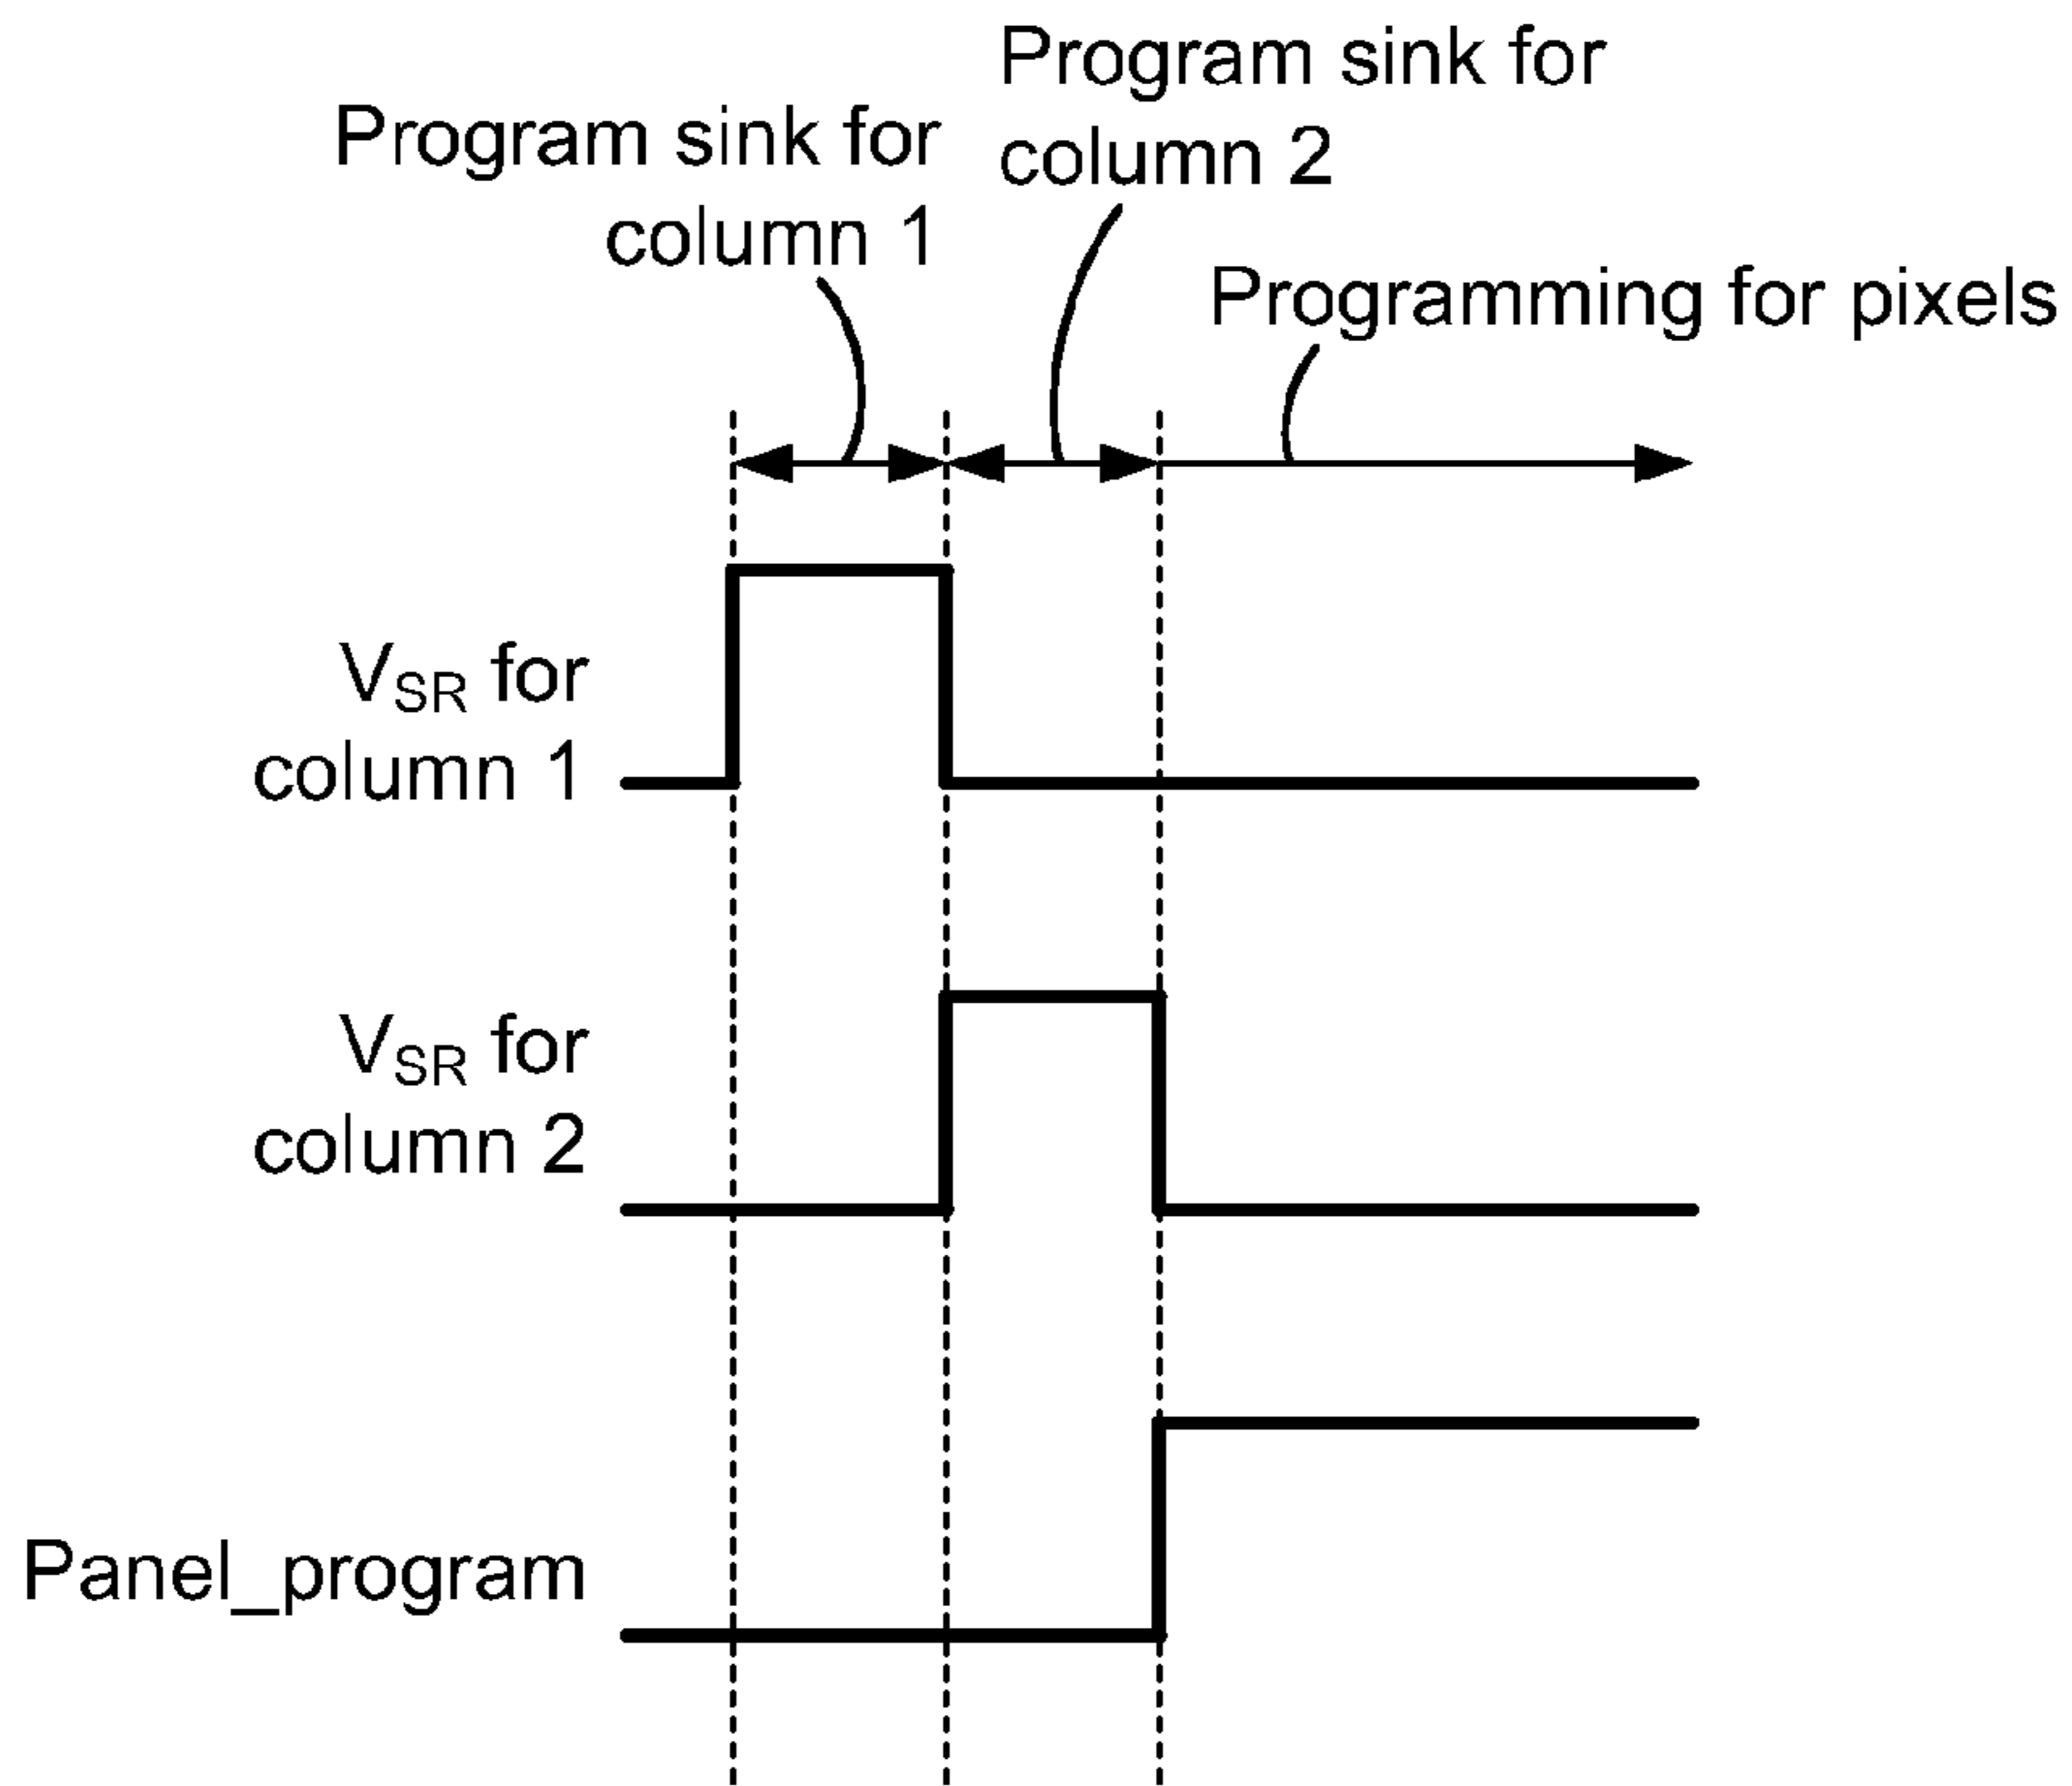 Program sink for
column 1
Program sink for
column 2
Programming for pixels
VSR for
column 1
VSR for
column 2
Panel_program